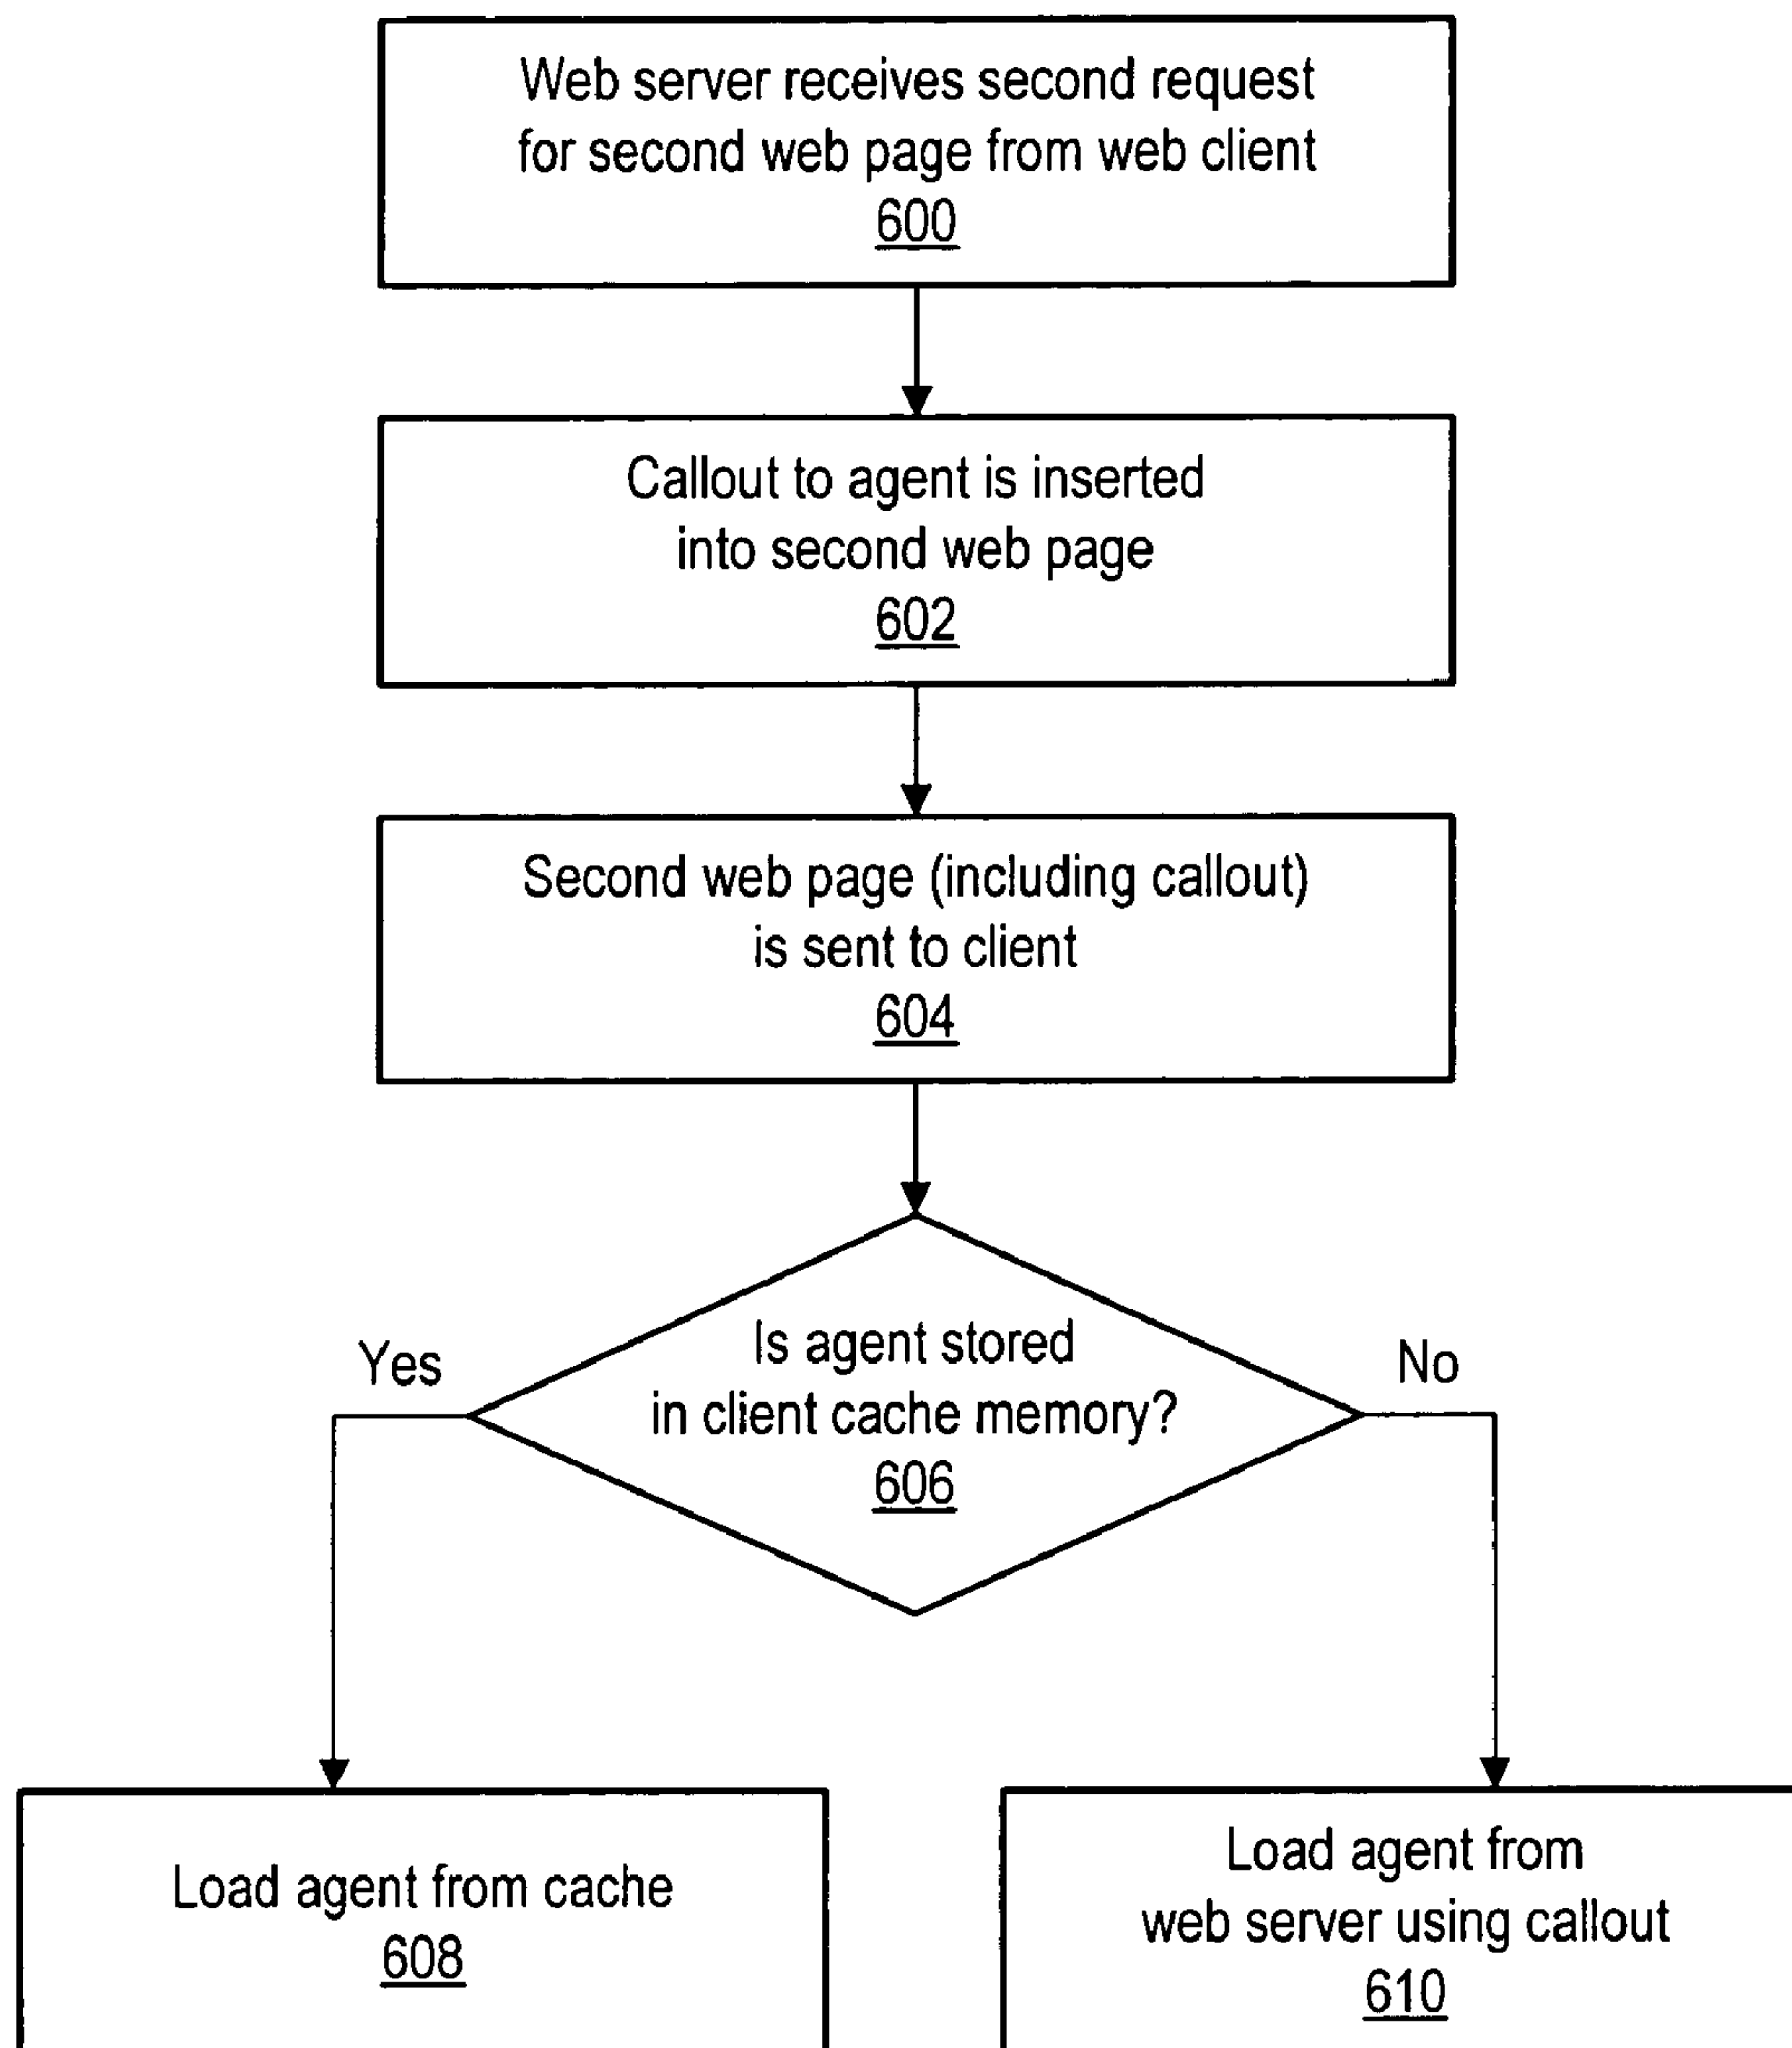 Web server receives second request
for second web page from web client
600
Callout to agent is inserted
into second web page
602
Second web page (including callout)
is sent to client
604
Is agent stored
in client cache memory?
606
Yes
No
Load agent from cache
608
Load agent from
web server using callout
610